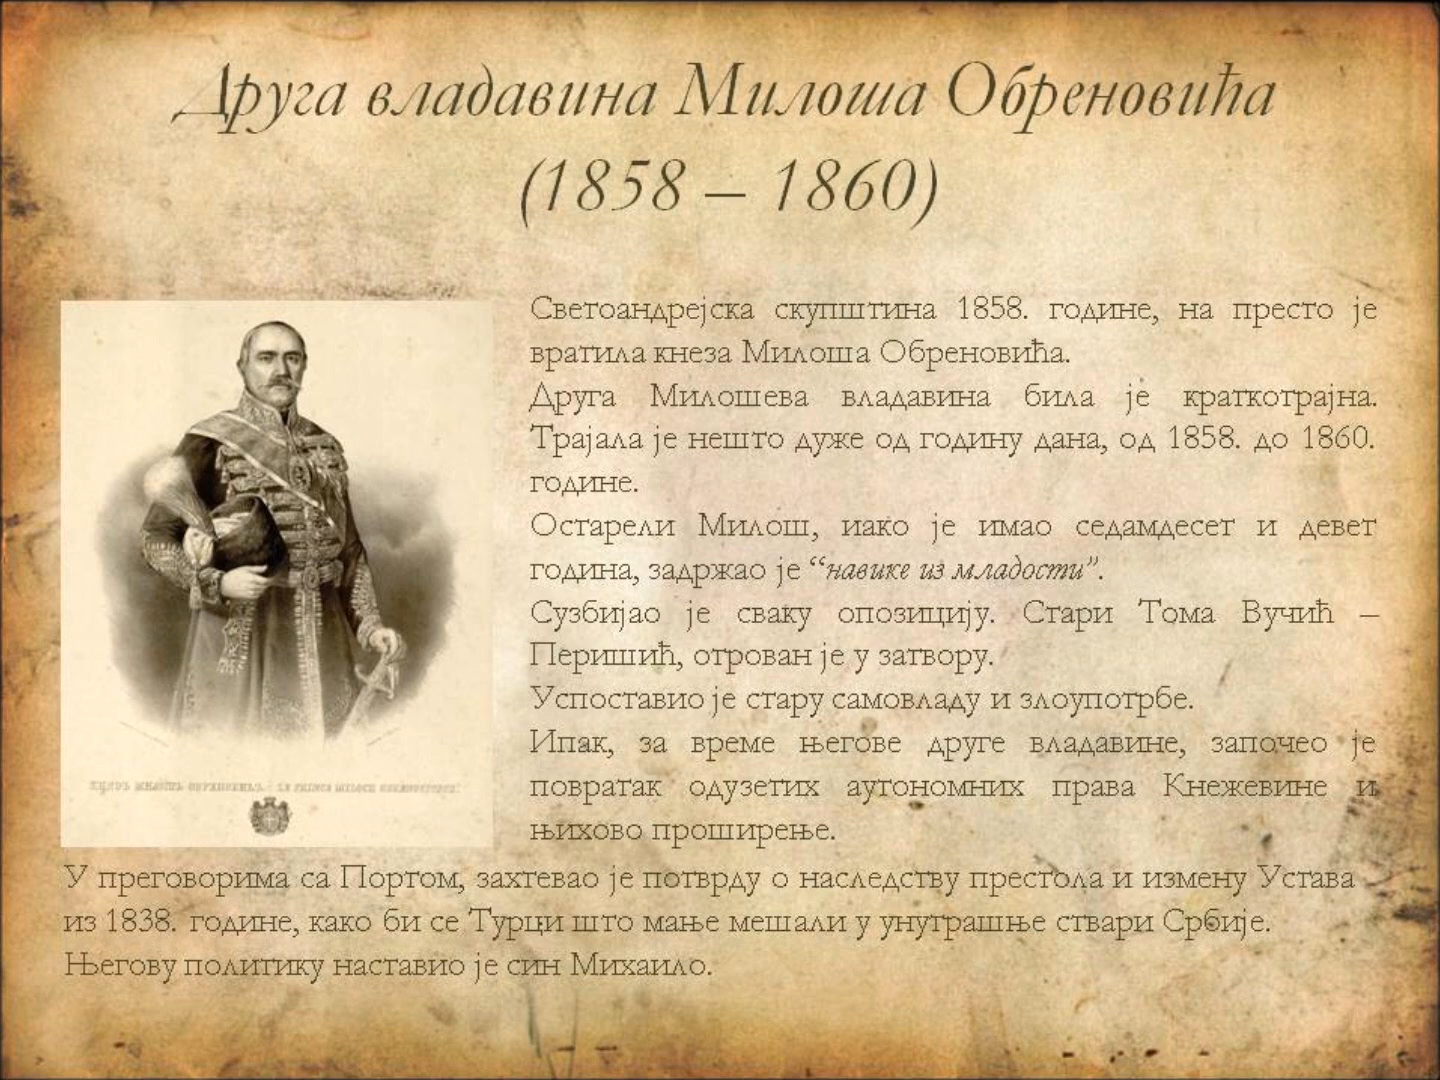 Друга владавина Милоша Обреновића
(1858 – 1860)
Светоандрејска скупштина 1858. године, на престо је
вратила кнеза Милоша Обреновића.
Друга Милошева владавина била је краткотрајна.
Трајала је нешто дуже од годину дана, од 1858. до 1860.
године.
Остарели Милош, иако је имао седамдесет и девет
година, задржао је “навике из младости”.
Сузбијао је сваку опозицију. Стари Тома Вучић –
Перишић, отрован је у затвору.
Успоставио је стару самовладу и злоупотрбе.
Ипак, за време његове друге владавине, започео је
повратак одузетих аутономних права Кнежевине и
њихово проширење.
У преговорима са Портом, захтевао је потврду о наследству престола и измену Устава
из 1838. године, како би се Турци што мање мешали у унутрашње ствари Србије.
Његову политику наставио је син Михаило.